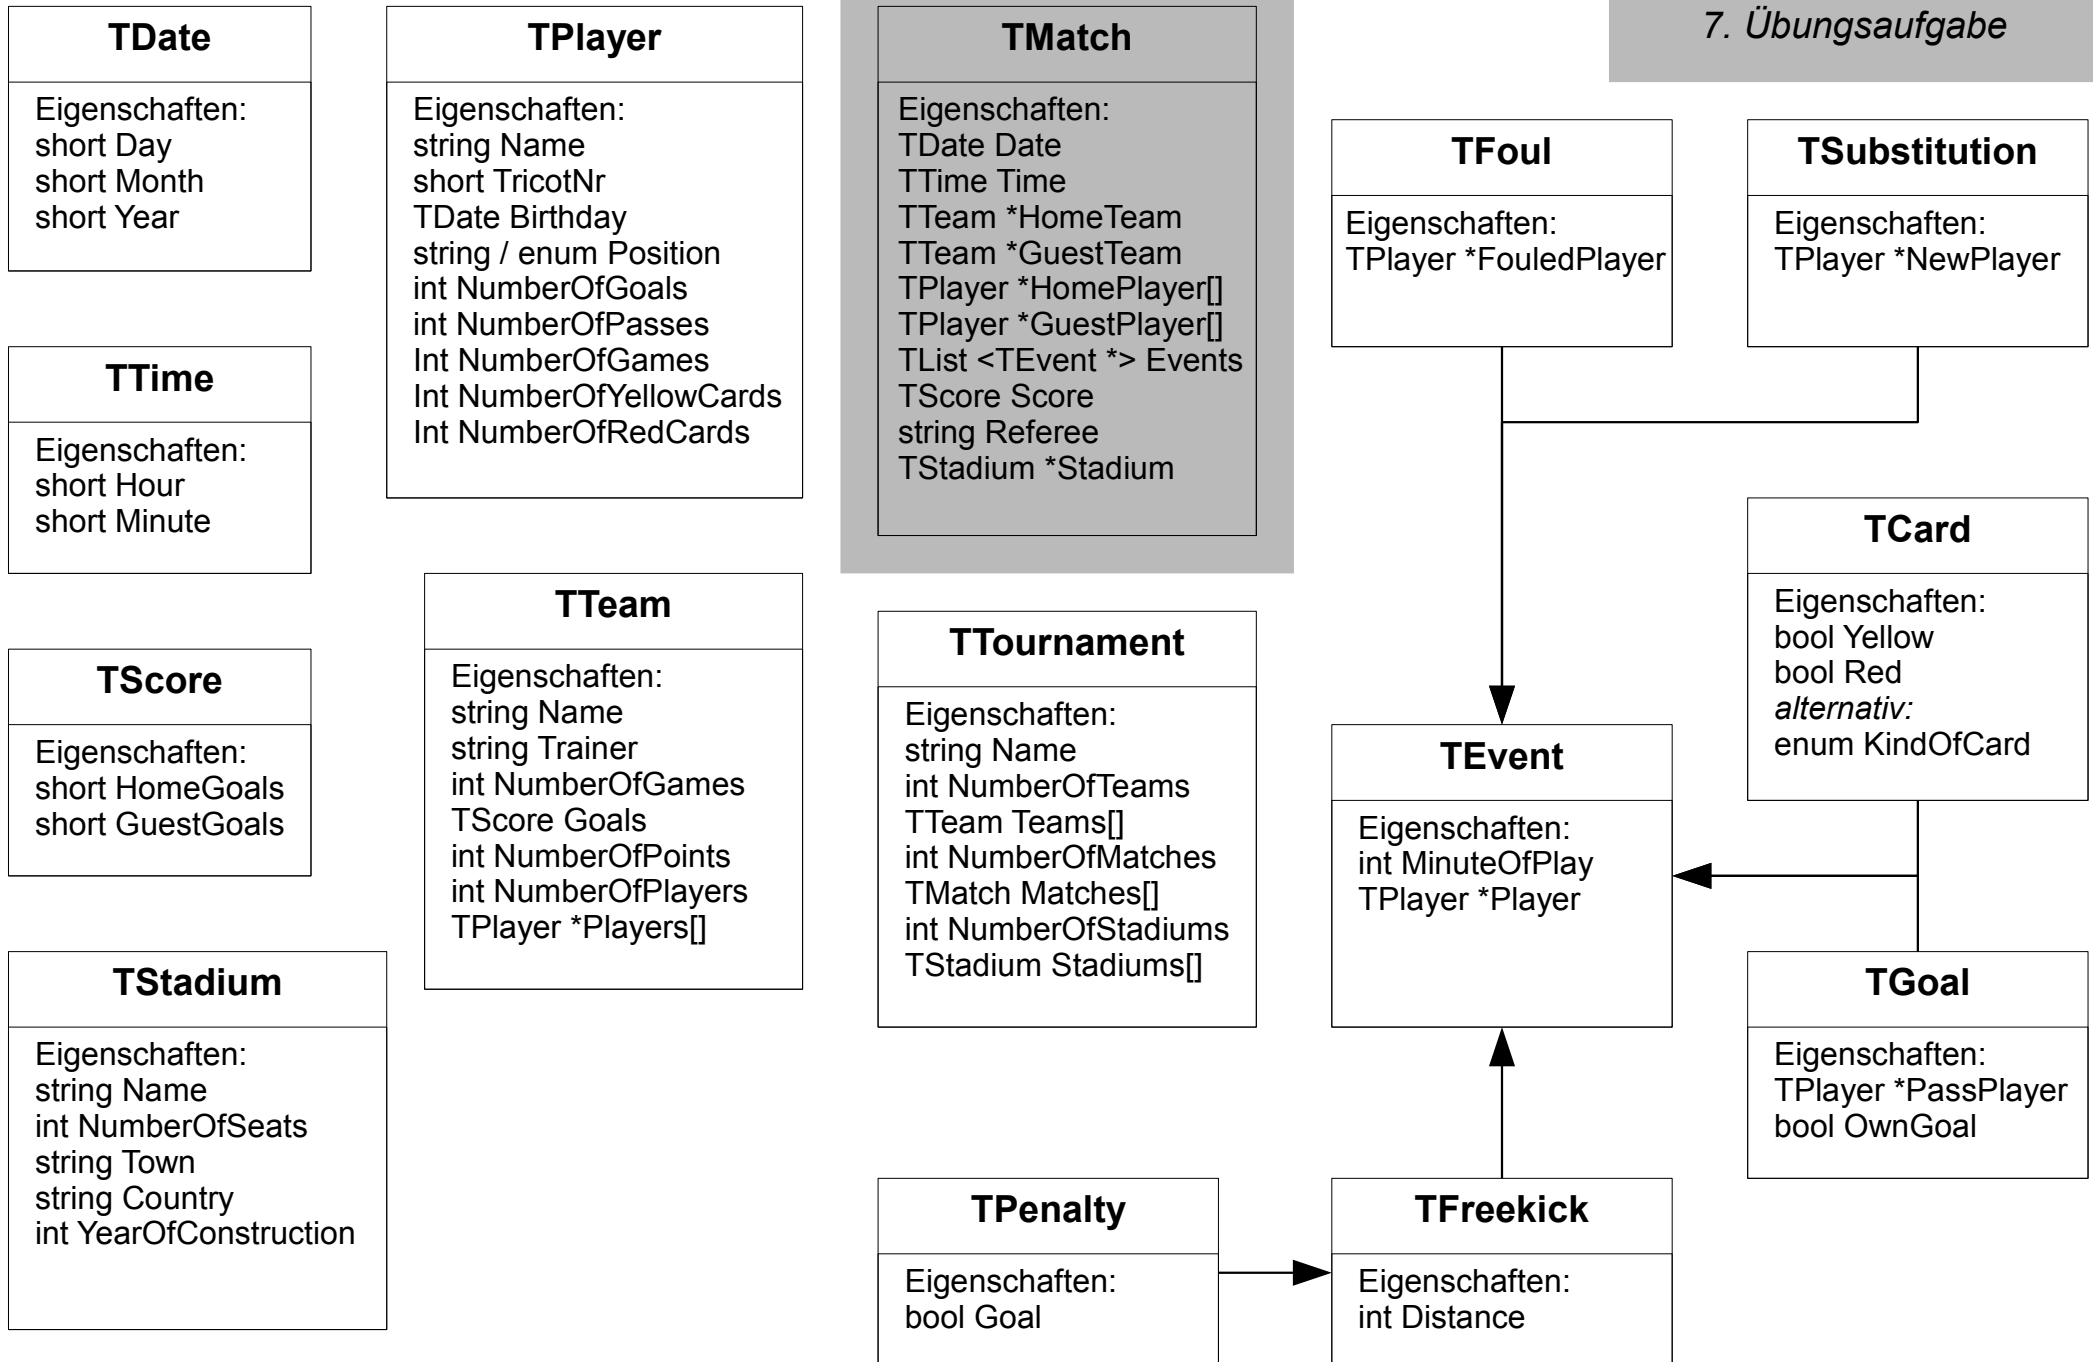 7. Übungsaufgabe
TDate
Eigenschaften:
short Day
short Month
short Year
TTime
Eigenschaften:
short Hour
short Minute
TScore
Eigenschaften:
short HomeGoals
short GuestGoals
TStadium
Eigenschaften:
string Name
int NumberOfSeats
string Town
string Country
int YearOfConstruction
TPlayer
Eigenschaften:
string Name
short TricotNr
TDate Birthday
string / enum Position
int NumberOfGoals
int NumberOfPasses
Int NumberOfGames
Int NumberOfYellowCards
Int NumberOfRedCards
TTeam
Eigenschaften:
string Name
string Trainer
int NumberOfGames
TScore Goals
int NumberOfPoints
int NumberOfPlayers
TPlayer *Players[]
TMatch
Eigenschaften:
TDate Date
TTime Time
TTeam *HomeTeam
TTeam *GuestTeam
TPlayer *HomePlayer[]
TPlayer *GuestPlayer[]
TList <TEvent *> Events
TScore Score
string Referee
TStadium *Stadium
TTournament
Eigenschaften:
string Name
int NumberOfTeams
TTeam Teams[]
int NumberOfMatches
TMatch Matches[]
int NumberOfStadiums
TStadium Stadiums[]
TPenalty
Eigenschaften:
bool Goal
TFoul
Eigenschaften:
TPlayer *FouledPlayer
TEvent
Eigenschaften:
int MinuteOfPlay
TPlayer *Player
TFreekick
Eigenschaften:
int Distance
TSubstitution
Eigenschaften:
TPlayer *NewPlayer
TCard
Eigenschaften:
bool Yellow
bool Red
alternativ:
enum KindOfCard
TGoal
Eigenschaften:
TPlayer *PassPlayer
bool OwnGoal